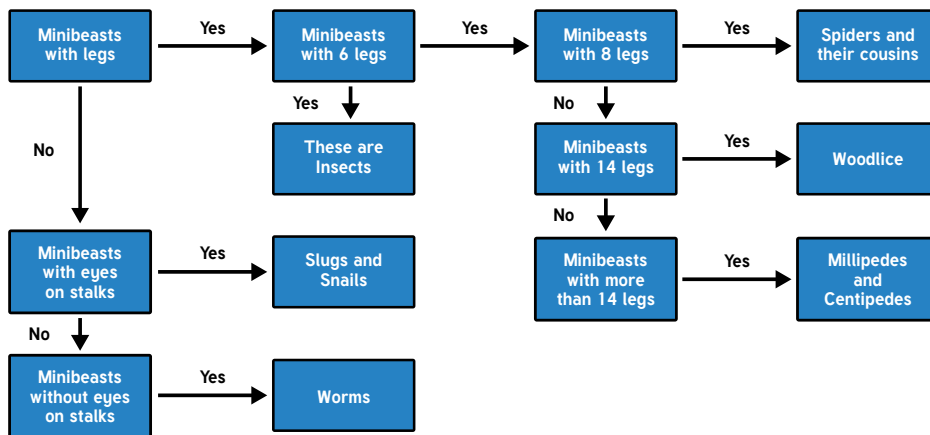 Minibeasts
with legs
Yes
Minibeasts
with 6 legs
Yes
Minibeasts
with 8 legs
Yes
Spiders and
their cousins
No
Yes
These are
Insects
No
Minibeasts
with 14 legs
Yes
Woodlice
No
Minibeasts
with eyes
on stalks
Yes
Slugs and
Snails
Minibeasts
with more
than 14 legs
Yes
Millipedes
and
Centipedes
No
Minibeasts
without eyes
on stalks
Yes
Worms